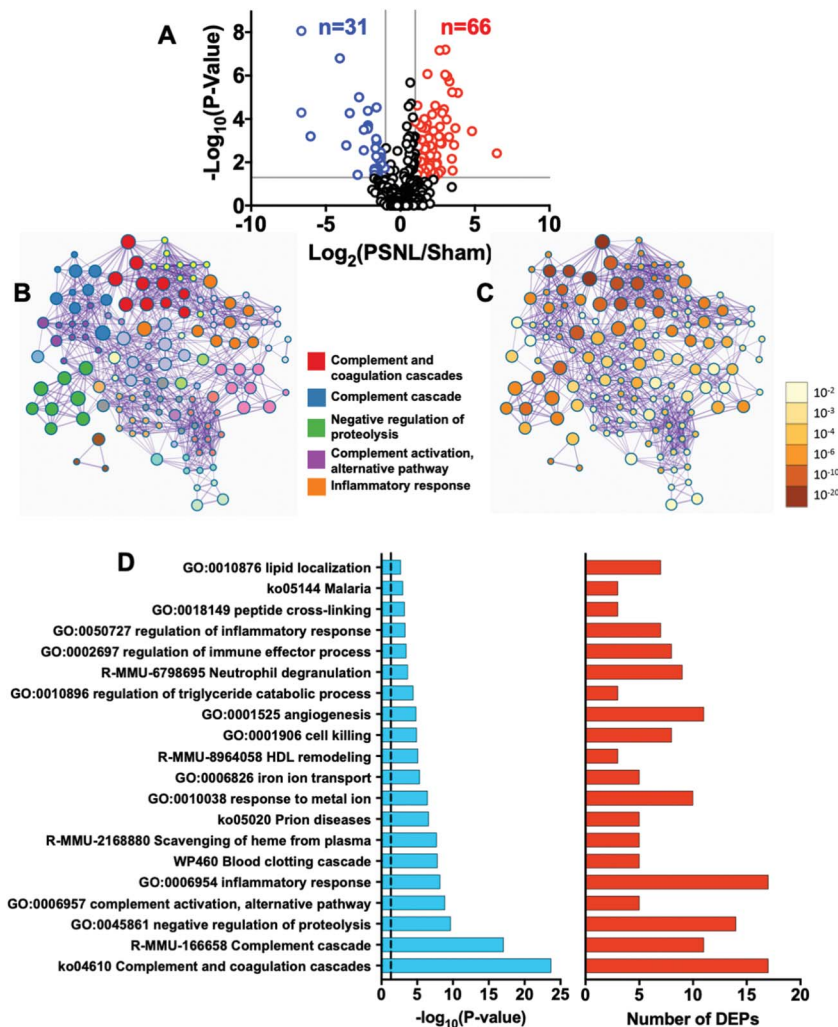 A
n=31
n=66
8
6
4
2
0
-Log10(P-Value)
-10
-5
0
5
10
Log2(PSNL/Sham)
B
C
Complement and
coagulation cascades
Complement cascade
Negative regulation of
proteolysis
Complement activation,
alternative pathway
Inflammatory response
10-2
10-3
10-4
10-6
10-10
10-20
D
GO:0010876 lipid localization
ko05144 Malaria
GO:0018149 peptide cross-linking
GO:0050727 regulation of inflammatory response
GO:0002697 regulation of immune effector process
R-MMU-6798695 Neutrophil degranulation
GO:0010896 regulation of triglyceride catabolic process
GO:0001525 angiogenesis
GO:0001906 cell killing
R-MMU-8964058 HDL remodeling
GO:0006826 iron ion transport
GO:0010038 response to metal ion
ko05020 Prion diseases
R-MMU-2168880 Scavenging of heme from plasma
WP460 Blood clotting cascade
GO:0006954 inflammatory response
GO:0006957 complement activation, alternative pathway
GO:0045861 negative regulation of proteolysis
R-MMU-166658 Complement cascade
ko04610 Complement and coagulation cascades
0 5 10 15 20 25
-log10(P-value)
0 5 10 15 20
Number of DEPs